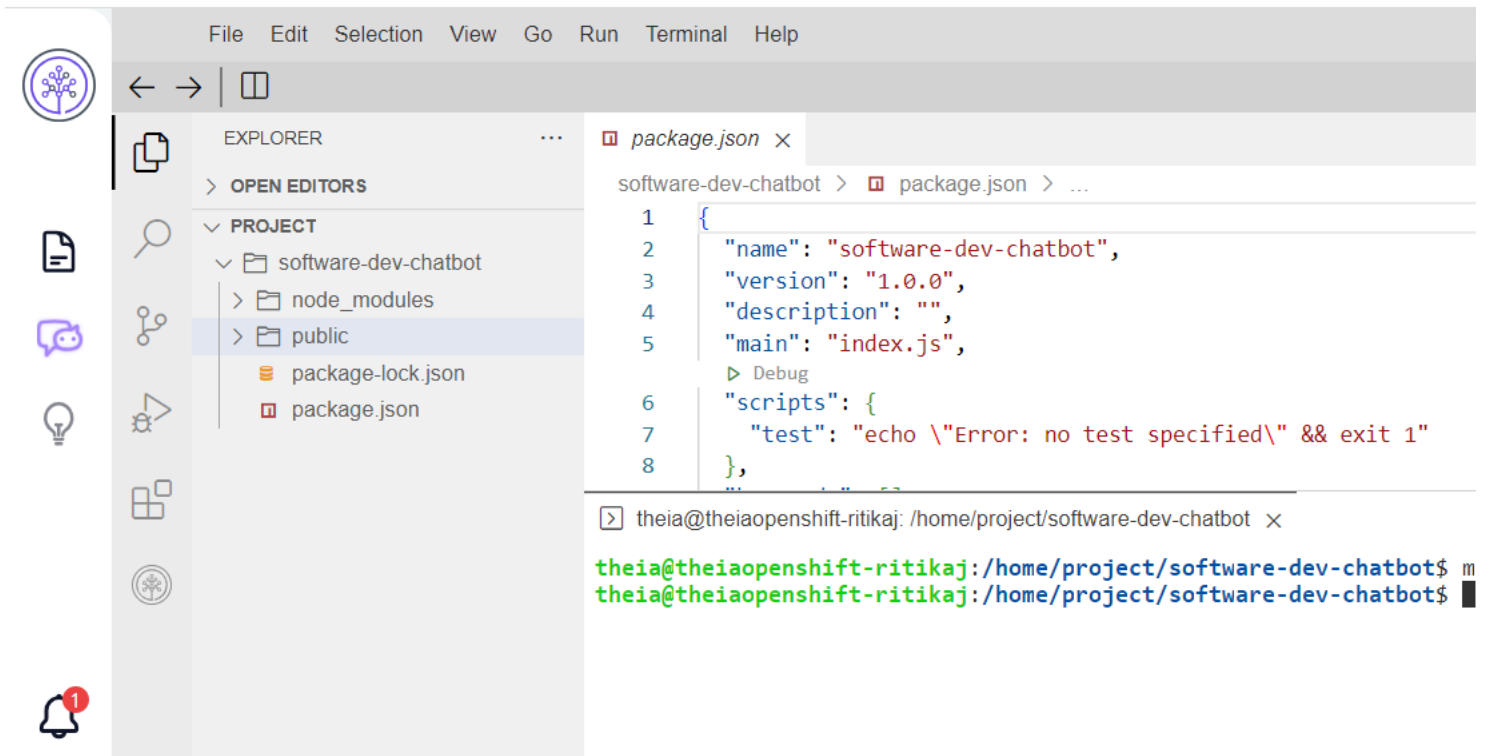 File Edit Selection View Go Run Terminal Help
EXPLORER
OPEN EDITORS
PROJECT
software-dev-chatbot
node_modules
public
package-lock.json
package.json
package.json
software-dev-chatbot > package.json > ...
1 {
2 "name": "software-dev-chatbot",
3 "version": "1.0.0",
4 "description": "",
5 "main": "index.js",
Debug
6 "scripts": {
7 "test": "echo \"Error: no test specified\" && exit 1"
8 },
theia@theiaopenshift-ritikaj: /home/project/software-dev-chatbot
theia@theiaopenshift-ritikaj:/home/project/software-dev-chatbot$ m
theia@theiaopenshift-ritikaj:/home/project/software-dev-chatbot$
1